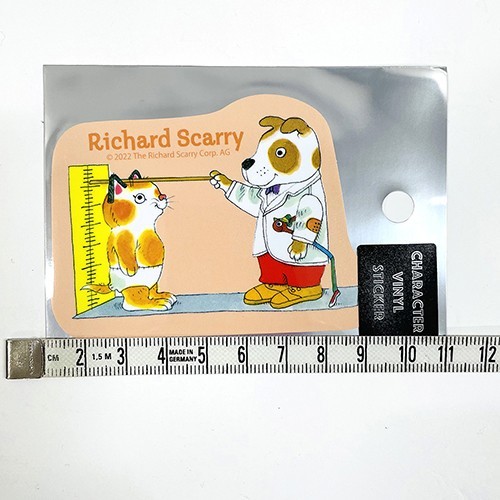 Richard Scarry
© 2022 The Richard Scarry Corp. AG
CHARACTER
VINYL
STICKER
CM 2 1.5 M 3 4 MADE IN GERMANY 5 6 7 8 9 10 11 12